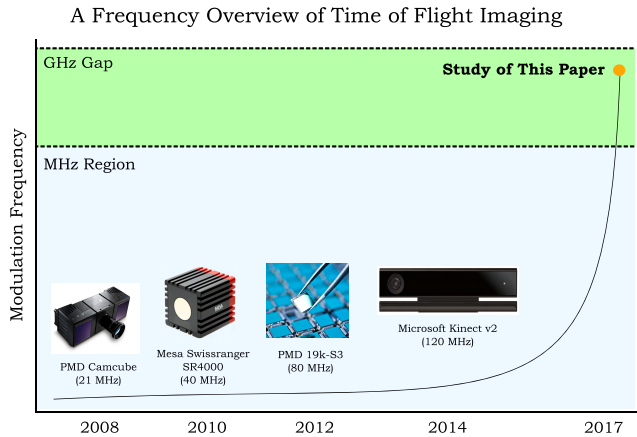 A Frequency Overview of Time of Flight Imaging
GHz Gap
Study of This Paper
MHz Region
Modulation Frequency
PMD Camcube
(21 MHz)
Mesa Swissranger
SR4000
(40 MHz)
PMD 19k-S3
(80 MHz)
Microsoft Kinect v2
(120 MHz)
2008
2010
2012
2014
2017